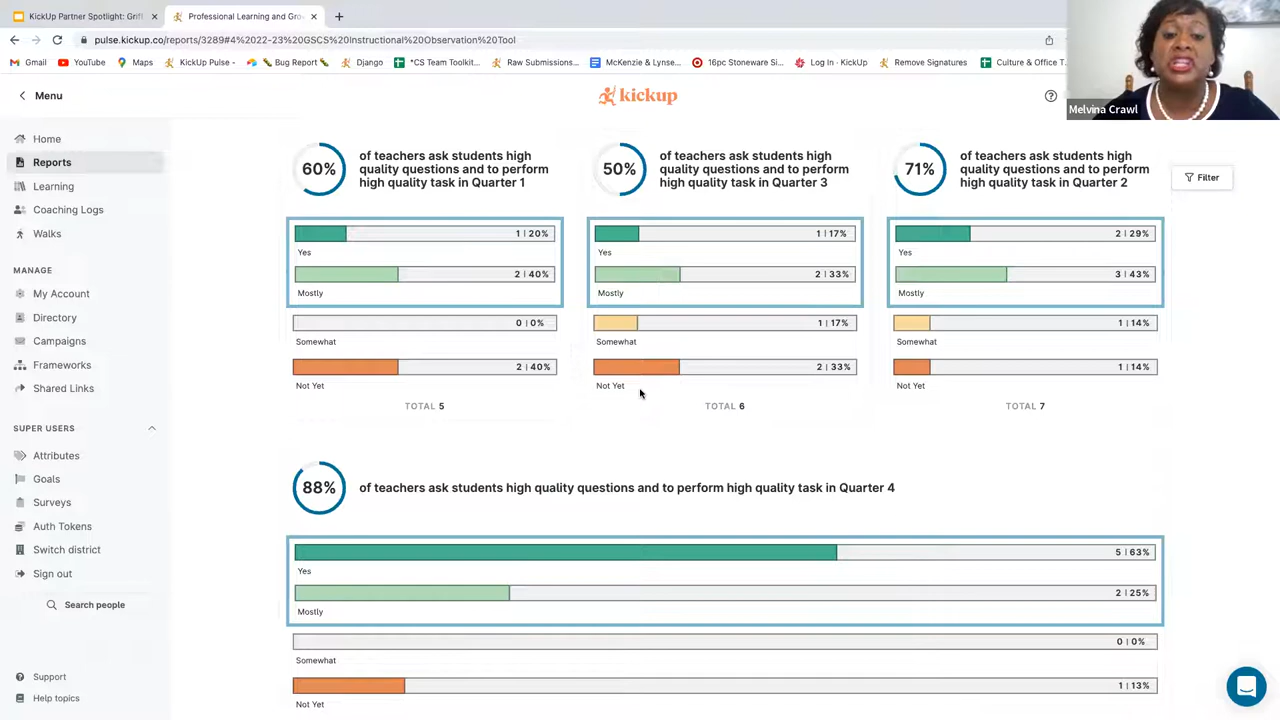 KickUp Partner Spotlight: Grif
Professional Learning and Gro
pulse.kickup.co/reports/3289#4%2022-23%20GSCS%20Instructional%20Observation%20Tool
Gmail
YouTube
Maps
KickUp Pulse -
Bug Report
Django
*CS Team Toolkit...
Raw Submissions...
McKenzie & Lynse...
16pc Stoneware Si...
Log In · KickUp
Remove Signatures
Culture & Office T...
Melvina Crawl
Menu
kickup
Home
Reports
Learning
Coaching Logs
Walks
MANAGE
My Account
Directory
Campaigns
Frameworks
Shared Links
SUPER USERS
Attributes
Goals
Surveys
Auth Tokens
Switch district
Sign out
Search people
Support
Help topics
Filter
60%
of teachers ask students high
quality questions and to perform
high quality task in Quarter 1
1 | 20%
Yes
2 | 40%
Mostly
0 | 0%
Somewhat
2 | 40%
Not Yet
TOTAL 5
50%
of teachers ask students high
quality questions and to perform
high quality task in Quarter 3
1 | 17%
Yes
2 | 33%
Mostly
1 | 17%
Somewhat
2 | 33%
Not Yet
TOTAL 6
71%
of teachers ask students high
quality questions and to perform
high quality task in Quarter 2
2 | 29%
Yes
3 | 43%
Mostly
1 | 14%
Somewhat
1 | 14%
Not Yet
TOTAL 7
88%
of teachers ask students high quality questions and to perform high quality task in Quarter 4
5 | 63%
Yes
2 | 25%
Mostly
0 | 0%
Somewhat
1 | 13%
Not Yet